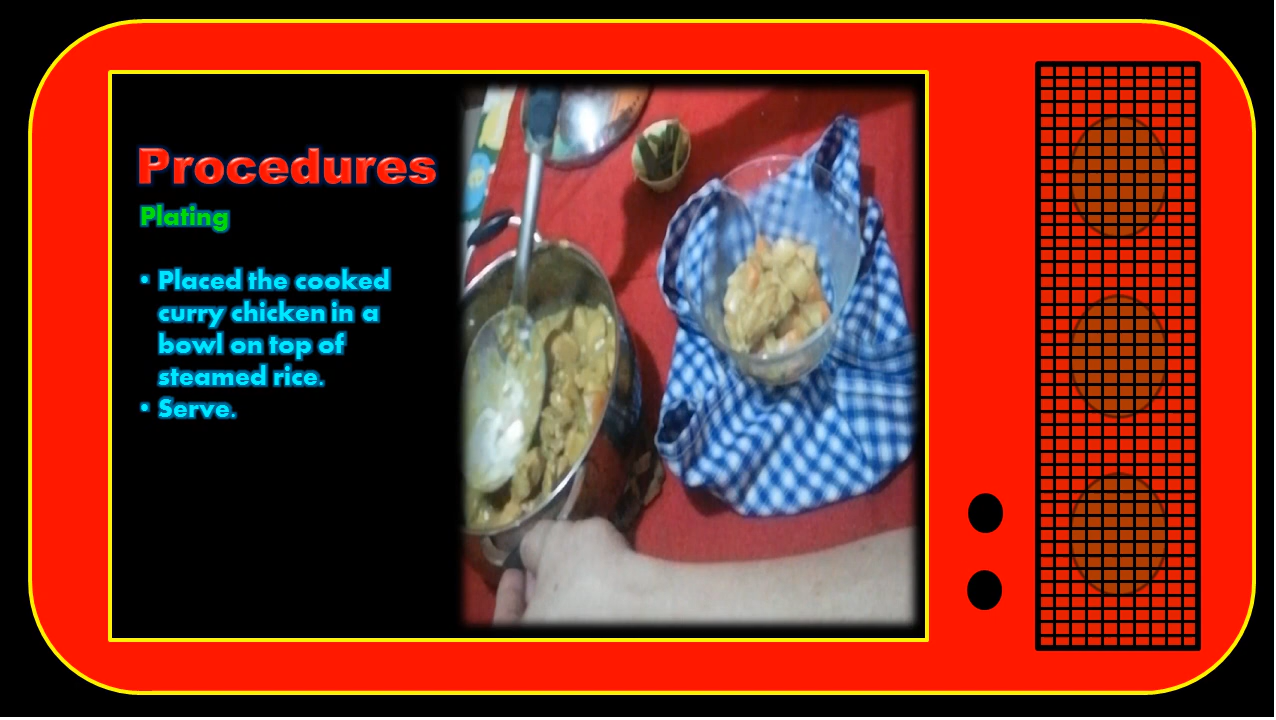 Procedures
Plating
• Placed the cooked
curry chicken in a
bowl on top of
steamed rice.
• Serve.